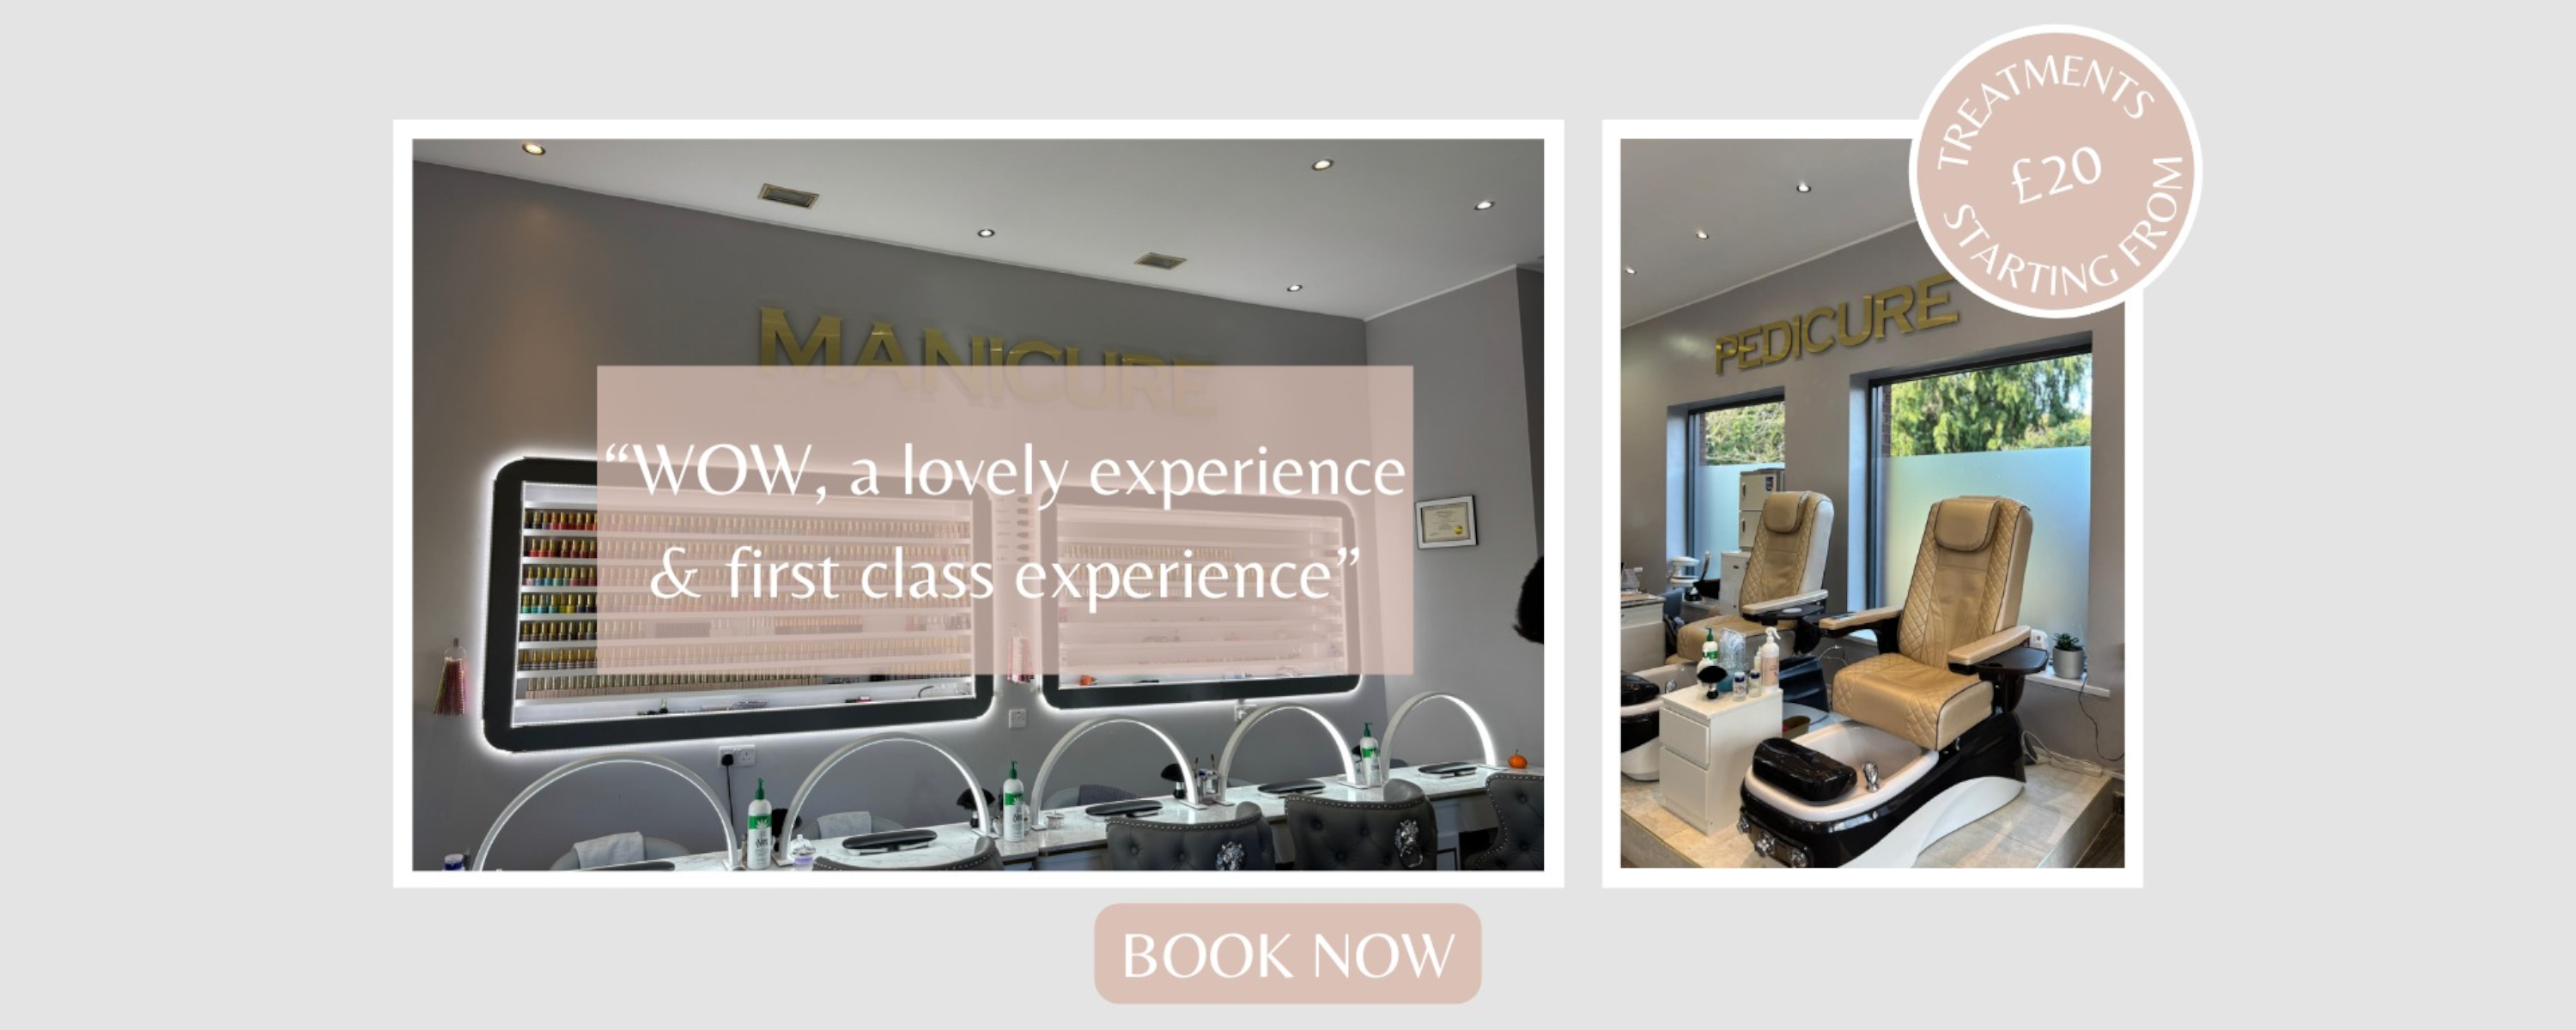 TREATMENTS
£20
STARTING FROM
MANICURE
PEDICURE
“WOW, a lovely experience
& first class experience”
BOOK NOW